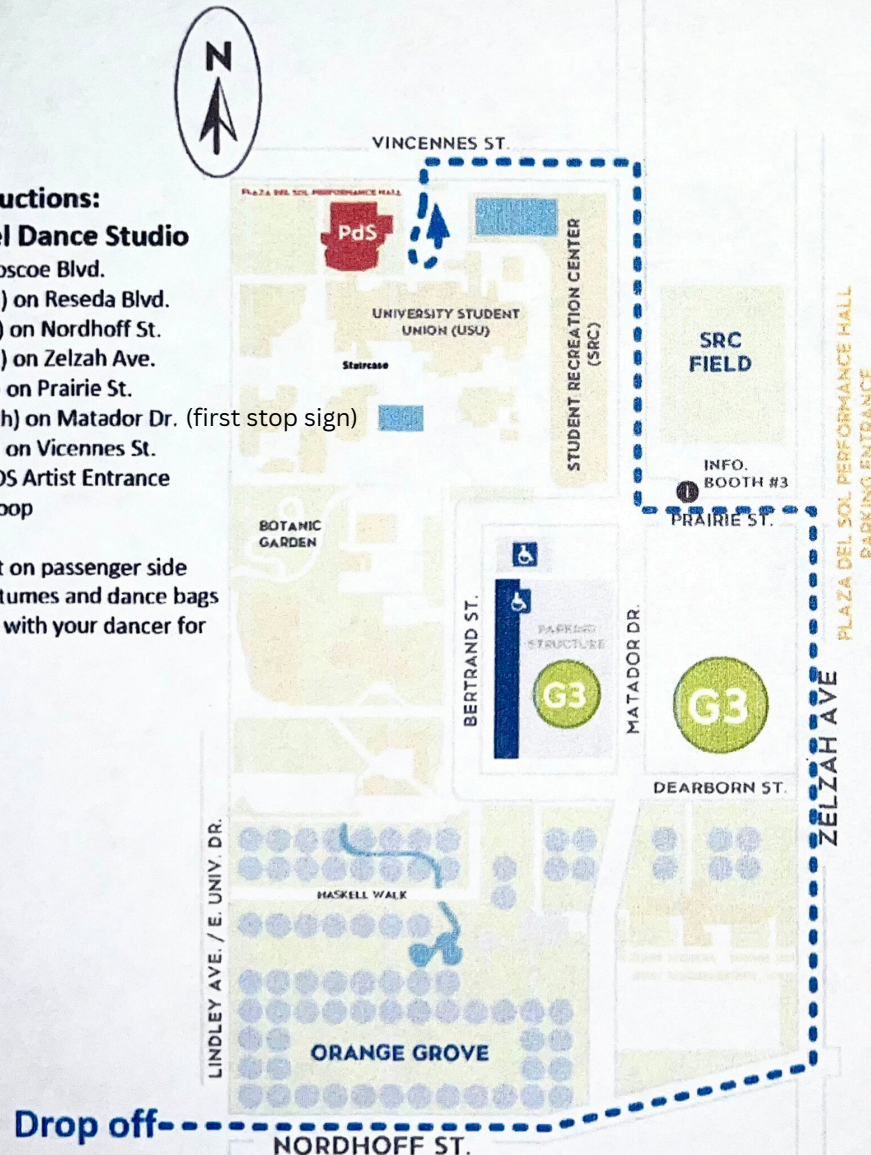 N
VINCENNES ST.
uctions:
el Dance Studio
oscoe Blvd.
) on Reseda Blvd.
) on Nordhoff St.
) on Zelzah Ave.
on Prairie St.
h) on Matador Dr. (first stop sign)
on Vicennes St.
OS Artist Entrance
oop
t on passenger side
tumes and dance bags
with your dancer for
PLAZA DEL SOL PERFORMANCE HALL
PdS
UNIVERSITY STUDENT
UNION (USU)
Staircase
STUDENT RECREATION CENTER
(SRC)
SRC
FIELD
INFO.
BOOTH #3
i
PRAIRIE ST.
PLAZA DEL SOL PERFORMANCE HALL
PARKING ENTRANCE
BOTANIC
GARDEN
BERTRAND ST.
PARKING
STRUCTURE
G3
MATADOR DR.
G3
DEARBORN ST.
ZELZAH AVE
LINDLEY AVE. / E. UNIV. DR.
HASKELL WALK
ORANGE GROVE
Drop off
NORDHOFF ST.